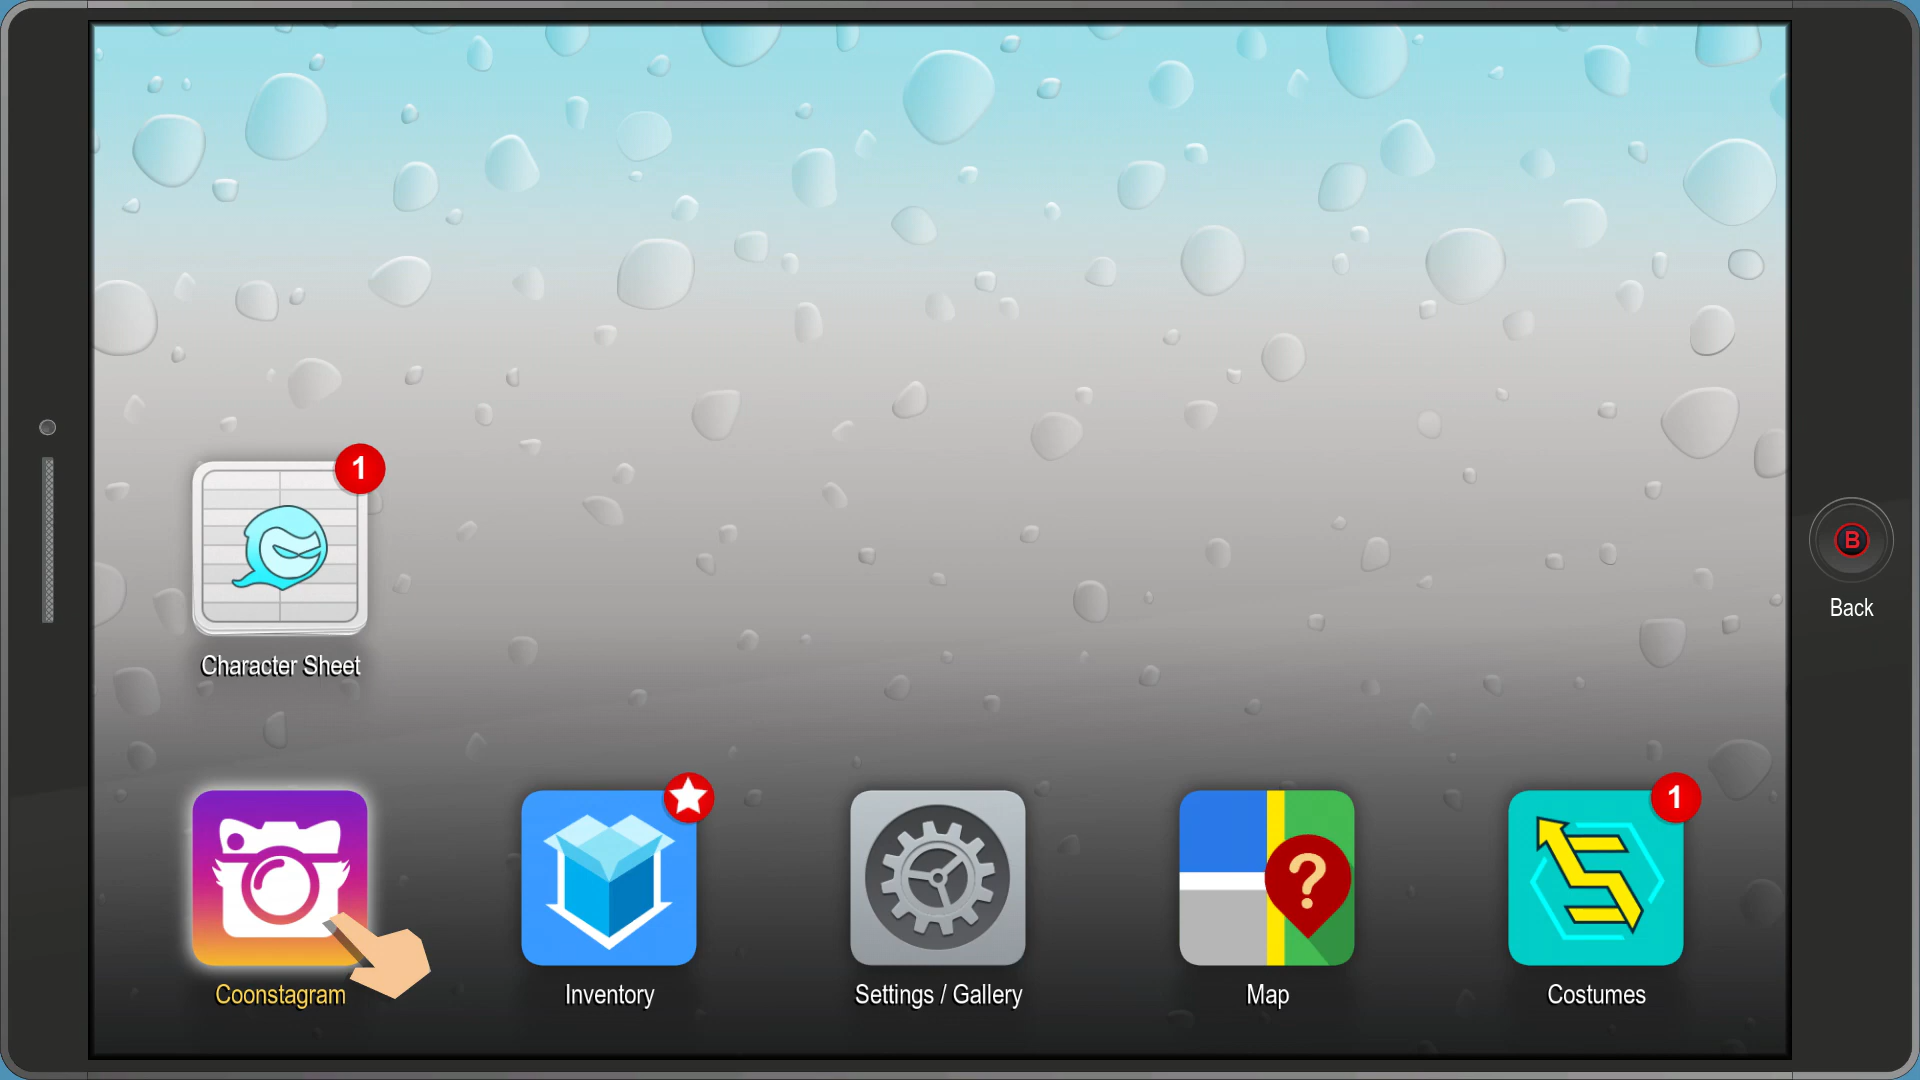 1
Character Sheet
B
Back
1
?
Coonstagram
Inventory
Settings / Gallery
Map
Costumes